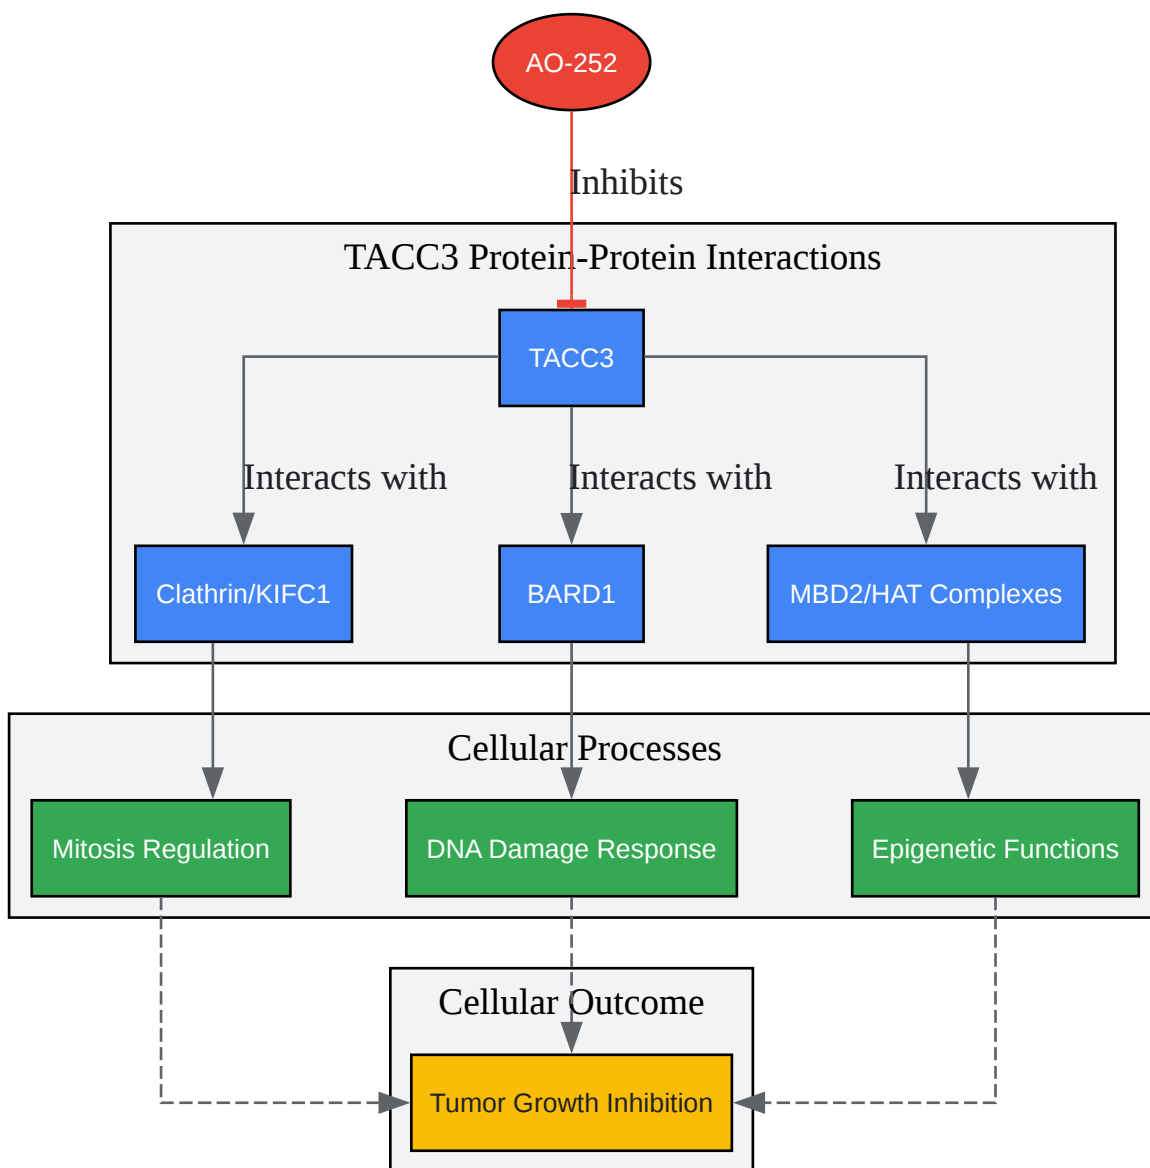 AO-252
Inhibits
TACC3 Protein-Protein Interactions
TACC3
Interacts with
Interacts with
Interacts with
Clathrin/KIFC1
BARD1
MBD2/HAT Complexes
Cellular Processes
Mitosis Regulation
DNA Damage Response
Epigenetic Functions
Cellular Outcome
Tumor Growth Inhibition